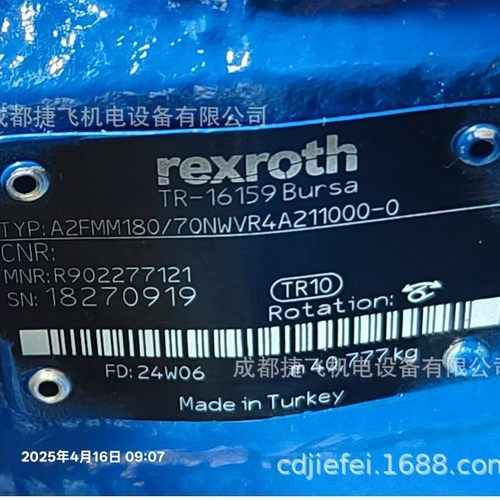 成都捷飞机电设备有限公司
rexroth
TR-16159 Bursa
TYP: A2FMM180/70NWVR4A211000-0
CNR:
MNR: R902277121
SN: 18270919
TR10
Rotation:
FD: 24W06
成都捷飞机电设备有限公司
Made in Turkey
2025年4月16日 09:07
cdjiefei.1688.com